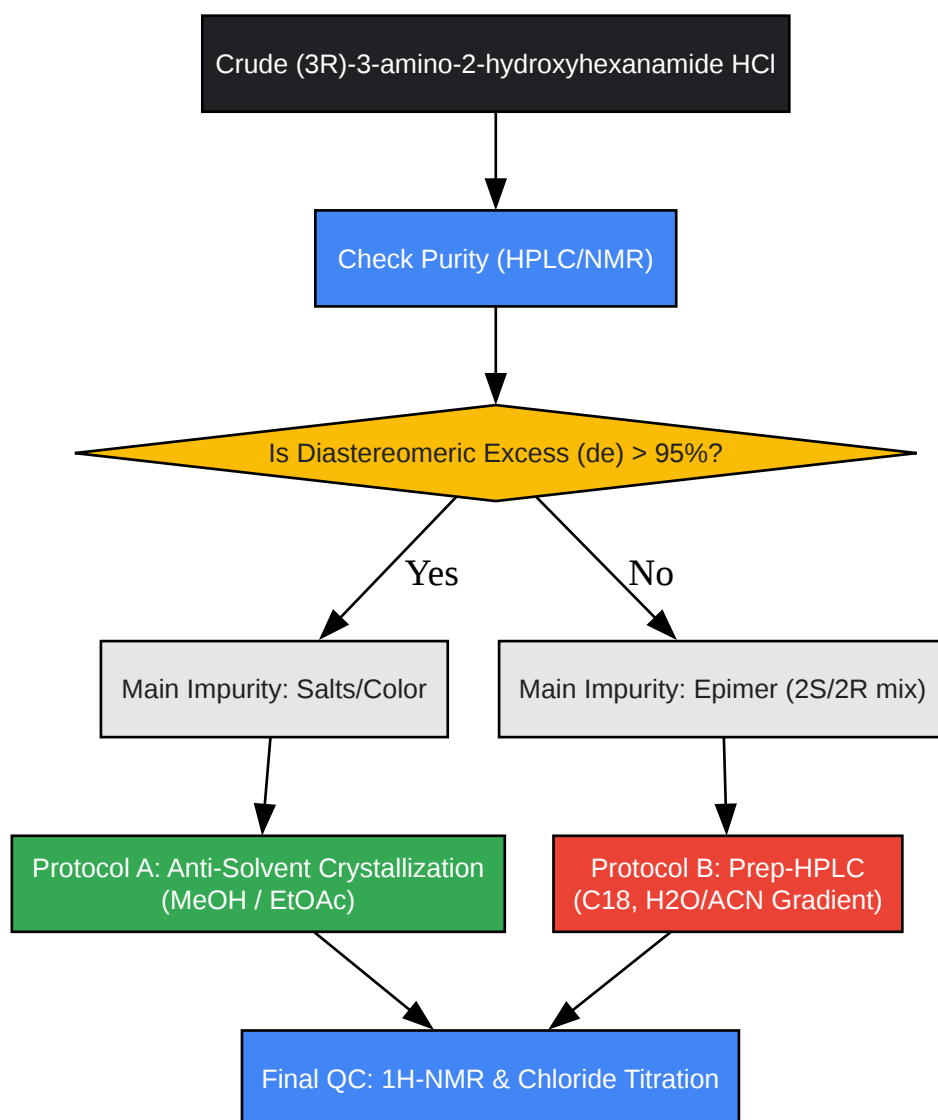 Crude (3R)-3-amino-2-hydroxyhexanamide HCl
Check Purity (HPLC/NMR)
Is Diastereomeric Excess (de) > 95%?
Yes
No
Main Impurity: Salts/Color
Main Impurity: Epimer (2S/2R mix)
Protocol A: Anti-Solvent Crystallization
(MeOH / EtOAc)
Protocol B: Prep-HPLC
(C18, H2O/ACN Gradient)
Final QC: 1H-NMR & Chloride Titration